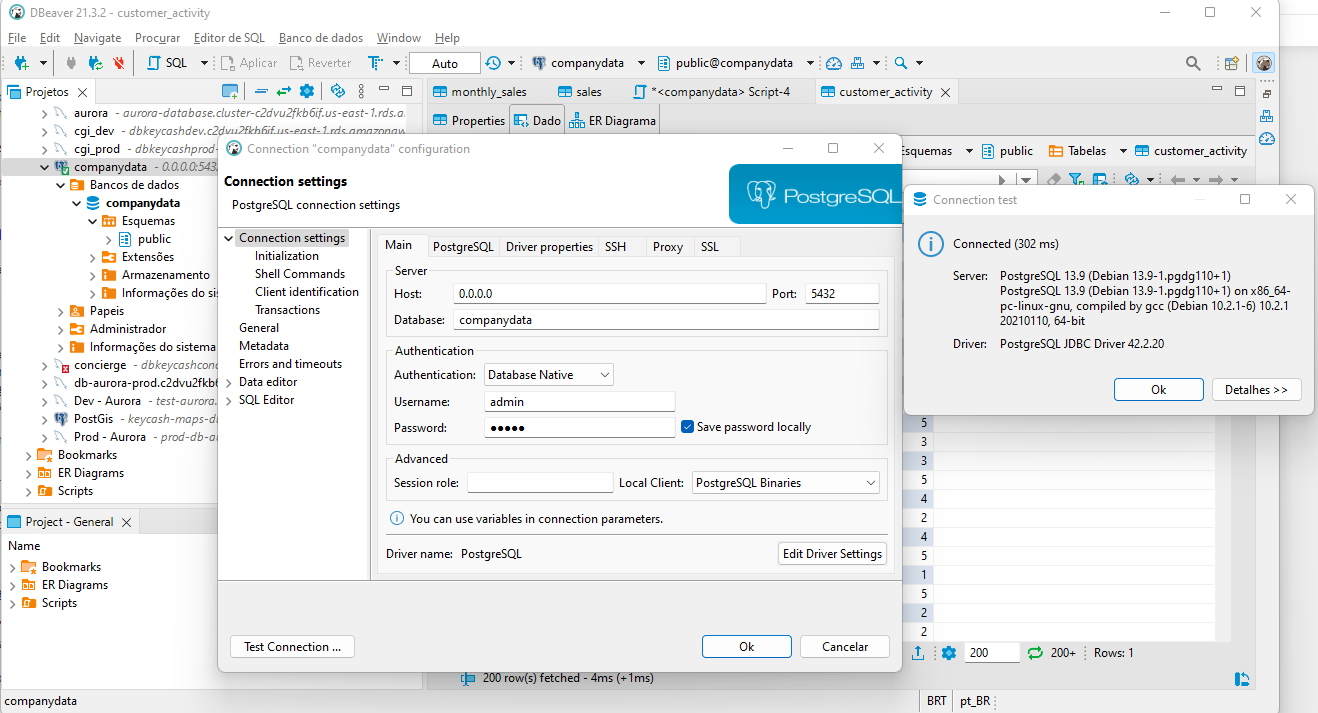 DBeaver 21.3.2 - customer_activity
File Edit Navigate Procurar Editor de SQL Banco de dados Window Help
SQL Aplicar Reverter Auto companydata public@companydata
Projetos
monthly_sales sales *<companydata> Script-4 customer_activity
Properties Dado ER Diagrama
aurora - aurora-database.cluster-c2dvu2fkb6if.us-east-1.rds.a
cgi_dev - dbkeycashdev.c2dvu2fkb6if.us-east-1.rds.amazonaw
cgi_prod - dbkeycashprod-
companydata - 0.0.0.0:543
Bancos de dados
companydata
Esquemas
public
Extensões
Armazenamento
Informações do sis
Papeis
Administrador
Informações do sistema
concierge - dbkeycashcon
db-aurora-prod.c2dvu2fkb6
Dev - Aurora - test-aurora.
PostGis - keycash-maps-d
Prod - Aurora - prod-db-au
Bookmarks
ER Diagrams
Scripts
Project - General
Name
Bookmarks
ER Diagrams
Scripts
Esquemas public Tabelas customer_activity
Connection "companydata" configuration
Connection settings
PostgreSQL connection settings
PostgreSQL
Connection settings
Initialization
Shell Commands
Client identification
Transactions
General
Metadata
Errors and timeouts
Data editor
SQL Editor
Main PostgreSQL Driver properties SSH Proxy SSL
Server
Host: 0.0.0.0 Port: 5432
Database: companydata
Authentication
Authentication: Database Native
Username: admin
Password: ●●●●● Save password locally
Advanced
Session role: Local Client: PostgreSQL Binaries
You can use variables in connection parameters.
Driver name: PostgreSQL Edit Driver Settings
Test Connection ... Ok Cancelar
Connection test
Connected (302 ms)
Server: PostgreSQL 13.9 (Debian 13.9-1.pgdg110+1)
PostgreSQL 13.9 (Debian 13.9-1.pgdg110+1) on x86_64-
pc-linux-gnu, compiled by gcc (Debian 10.2.1-6) 10.2.1
20210110, 64-bit
Driver: PostgreSQL JDBC Driver 42.2.20
Ok Detalhes >>
5
3
3
5
4
2
4
5
1
5
2
2
200 200+ Rows: 1
200 row(s) fetched - 4ms (+1ms)
companydata BRT pt_BR